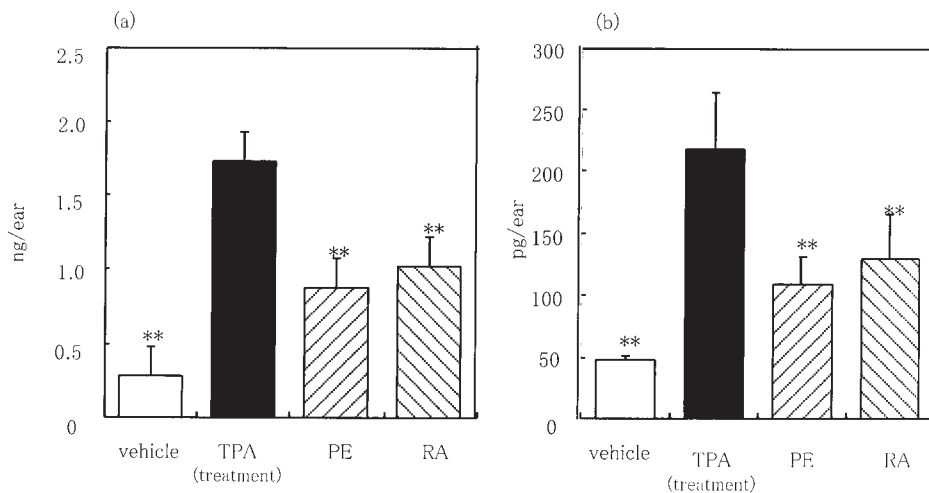 (a)
2.5
2.0
1.5
1.0
0.5
0
ng/ear
**
**
**
vehicle TPA PE RA
(treatment)
(b)
300
250
200
150
100
50
0
pg/ear
**
**
**
vehicle TPA PE RA
(treatment)